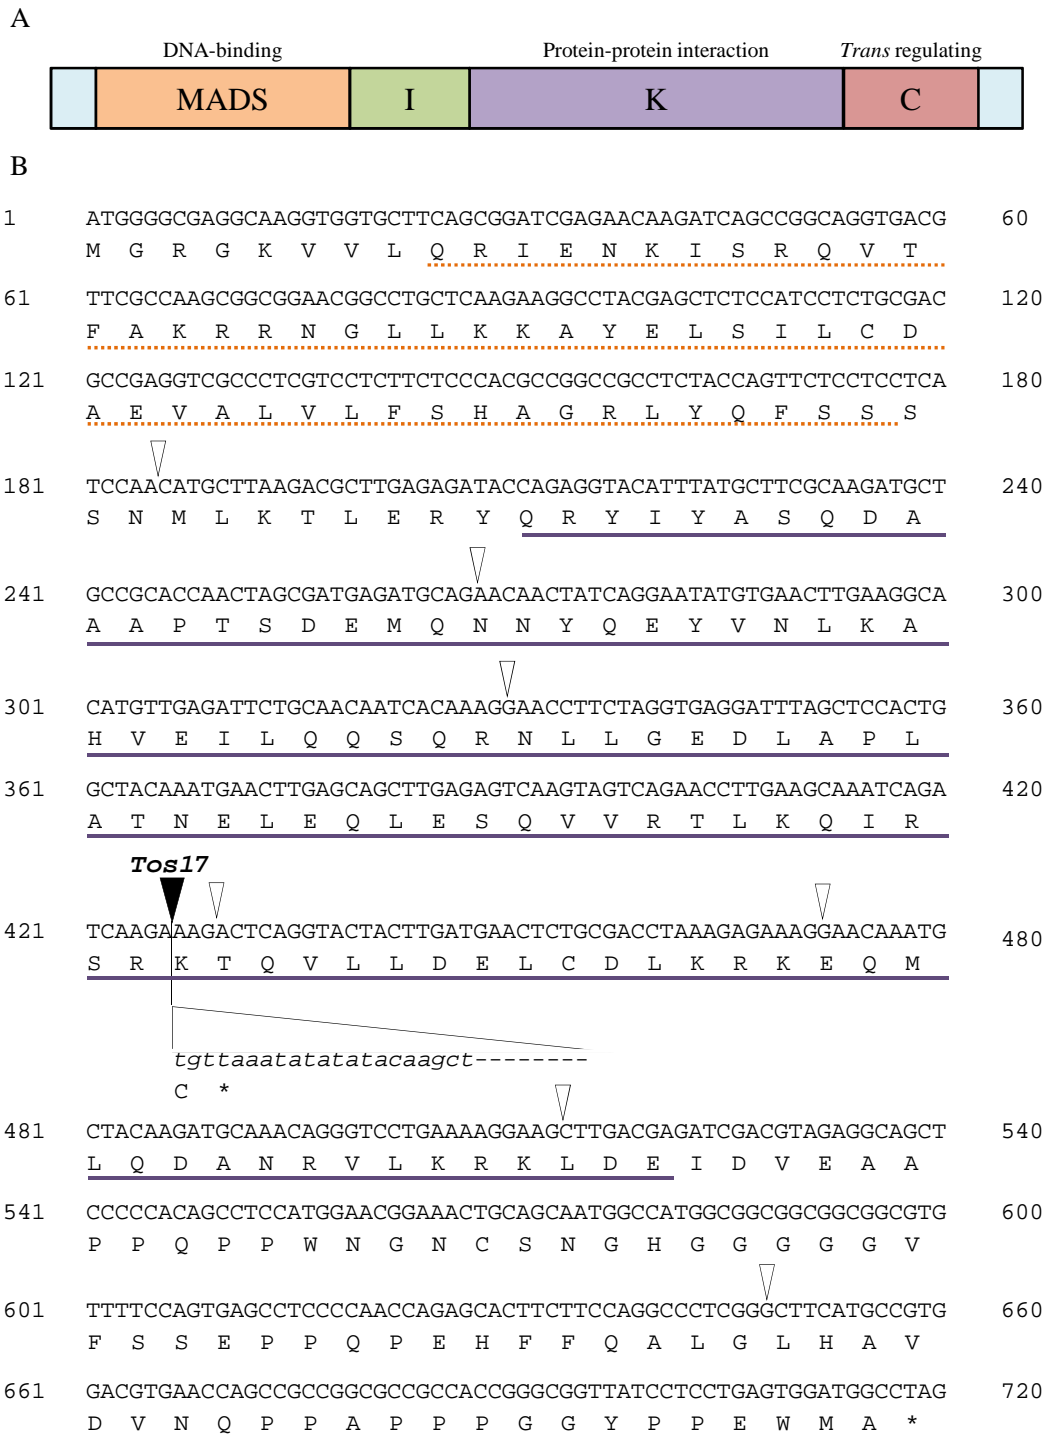 A
DNA-binding Protein-protein interaction Trans regulating
MADS I K C
B
1 ATGGGGCGAGGCAAGGTGGTGCTTCAGCGGATCGAGAACAAGATCAGCCGGCAGGTGACG 60
M G R G K V V L Q R I E N K I S R Q V T
61 TTCGCCAAGCGGCGGAACGGCCTGCTCAAGAAGGCCTACGAGCTCTCCATCCTCTGCGAC 120
F A K R R N G L L K K A Y E L S I L C D
121 GCCGAGGTCGCCCTCGTCCTCTTCTCCCACGCCGGCCGCCTCTACCAGTTCTCCTCCTCA 180
A E V A L V L F S H A G R L Y Q F S S S
181 TCCAACATGCTTAAGACGCTTGAGAGATACCAGAGGTACATTTATGCTTCGCAAGATGCT 240
S N M L K T L E R Y Q R Y I Y A S Q D A
241 GCCGCACCAACTAGCGATGAGATGCAGAACAACTATCAGGAATATGTGAACTTGAAGGCA 300
A A P T S D E M Q N N Y Q E Y V N L K A
301 CATGTTGAGATTCTGCAACAATCACAAAGGAACCTTCTAGGTGAGGATTTAGCTCCACTG 360
H V E I L Q Q S Q R N L L G E D L A P L
361 GCTACAAATGAACTTGAGCAGCTTGAGAGTCAAGTAGTCAGAACCTTGAAGCAAATCAGA 420
A T N E L E Q L E S Q V V R T L K Q I R
Tos17
421 TCAAGAAAGACTCAGGTACTACTTGATGAACTCTGCGACCTAAAGAGAAAGGAACAAATG 480
S R K T Q V L L D E L C D L K R K E Q M
tgttaaatatatatacaagct--------
C *
481 CTACAAGATGCAAACAGGGTCCTGAAAAGGAAGCTTGACGAGATCGACGTAGAGGCAGCT 540
L Q D A N R V L K R K L D E I D V E A A
541 CCCCCACAGCCTCCATGGAACGGAAACTGCAGCAATGGCCATGGCGGCGGCGGCGGCGTG 600
P P Q P P W N G N C S N G H G G G G G V
601 TTTTCCAGTGAGCCTCCCCAACCAGAGCACTTCTTCCAGGCCCTCGGGCTTCATGCCGTG 660
F S S E P P Q P E H F F Q A L G L H A V
661 GACGTGAACCAGCCGCCGGCGCCGCCACCGGGCGGTTATCCTCCTGAGTGGATGGCCTAG 720
D V N Q P P A P P P G G Y P P E W M A *